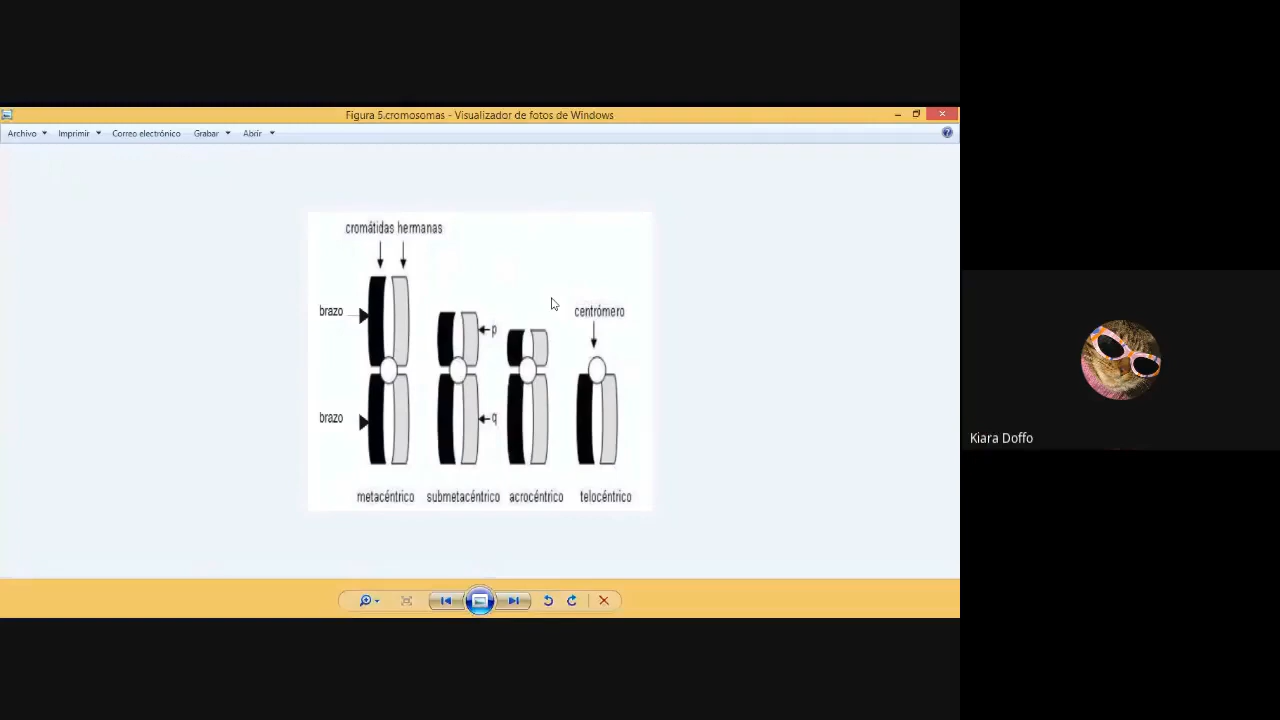 Figura 5.cromosomas - Visualizador de fotos de Windows
Archivo Imprimir Correo electrónico Grabar Abrir
cromátidas hermanas
brazo
p
centrómero
brazo
q
metacéntrico submetacéntrico acrocéntrico telocéntrico
Kiara Doffo